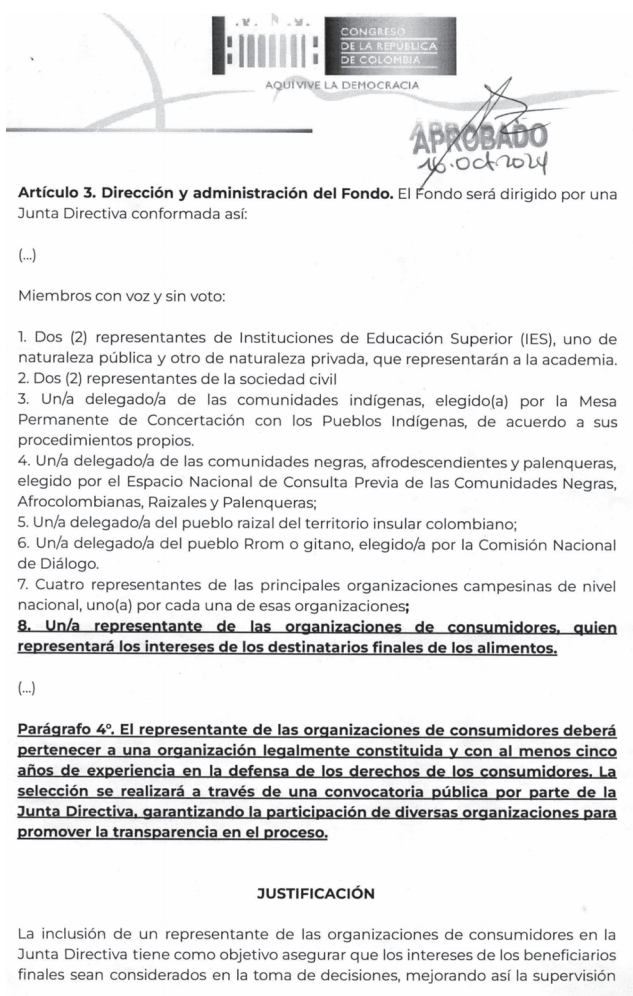 CONGRESO
DE LA REPÚBLICA
DE COLOMBIA
AQUÍ VIVE LA DEMOCRACIA
APROBADO
16-Oct-2024
Artículo 3. Dirección y administración del Fondo. El Fondo será dirigido por una
Junta Directiva conformada así:
(...)
Miembros con voz y sin voto:
1. Dos (2) representantes de Instituciones de Educación Superior (IES), uno de
naturaleza pública y otro de naturaleza privada, que representarán a la academia.
2. Dos (2) representantes de la sociedad civil
3. Un/a delegado/a de las comunidades indígenas, elegido(a) por la Mesa
Permanente de Concertación con los Pueblos Indígenas, de acuerdo a sus
procedimientos propios.
4. Un/a delegado/a de las comunidades negras, afrodescendientes y palenqueras,
elegido por el Espacio Nacional de Consulta Previa de las Comunidades Negras,
Afrocolombianas, Raizales y Palenqueras;
5. Un/a delegado/a del pueblo raizal del territorio insular colombiano;
6. Un/a delegado/a del pueblo Rrom o gitano, elegido/a por la Comisión Nacional
de Diálogo.
7. Cuatro representantes de las principales organizaciones campesinas de nivel
nacional, uno(a) por cada una de esas organizaciones;
8. Un/a representante de las organizaciones de consumidores, quien
representará los intereses de los destinatarios finales de los alimentos.
(...)
Parágrafo 4°. El representante de las organizaciones de consumidores deberá
pertenecer a una organización legalmente constituida y con al menos cinco
años de experiencia en la defensa de los derechos de los consumidores. La
selección se realizará a través de una convocatoria pública por parte de la
Junta Directiva, garantizando la participación de diversas organizaciones para
promover la transparencia en el proceso.
JUSTIFICACIÓN
La inclusión de un representante de las organizaciones de consumidores en la
Junta Directiva tiene como objetivo asegurar que los intereses de los beneficiarios
finales sean considerados en la toma de decisiones, mejorando así la supervisión